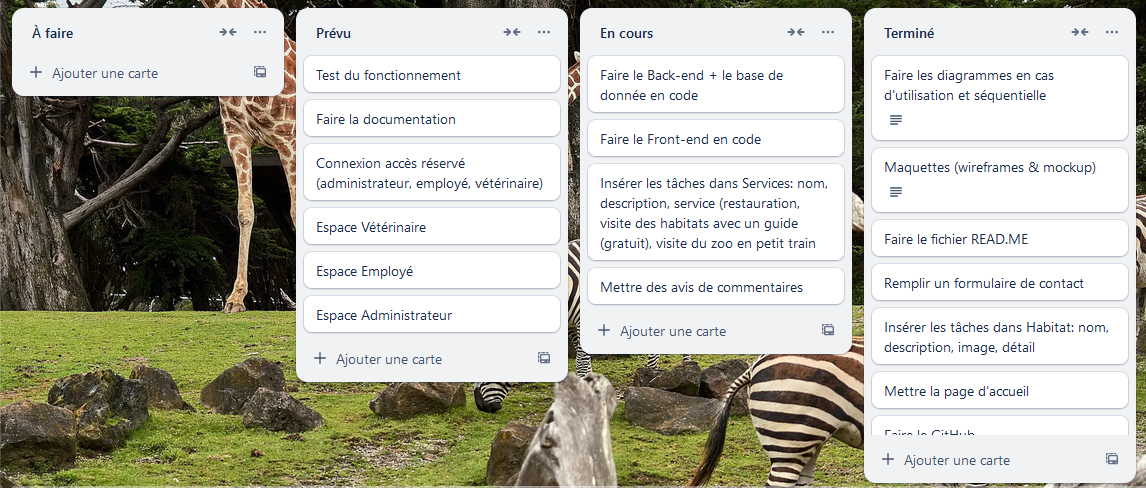 À faire
Ajouter une carte
Prévu
Test du fonctionnement
Faire la documentation
Connexion accès réservé
(administrateur, employé, vétérinaire)
Espace Vétérinaire
Espace Employé
Espace Administrateur
Ajouter une carte
En cours
Faire le Back-end + le base de
donnée en code
Faire le Front-end en code
Insérer les tâches dans Services: nom,
description, service (restauration,
visite des habitats avec un guide
(gratuit), visite du zoo en petit train
Mettre des avis de commentaires
Ajouter une carte
Terminé
Faire les diagrammes en cas
d'utilisation et séquentielle
Maquettes (wireframes & mockup)
Faire le fichier READ.ME
Remplir un formulaire de contact
Insérer les tâches dans Habitat: nom,
description, image, détail
Mettre la page d'accueil
Faire le GitHub
Ajouter une carte